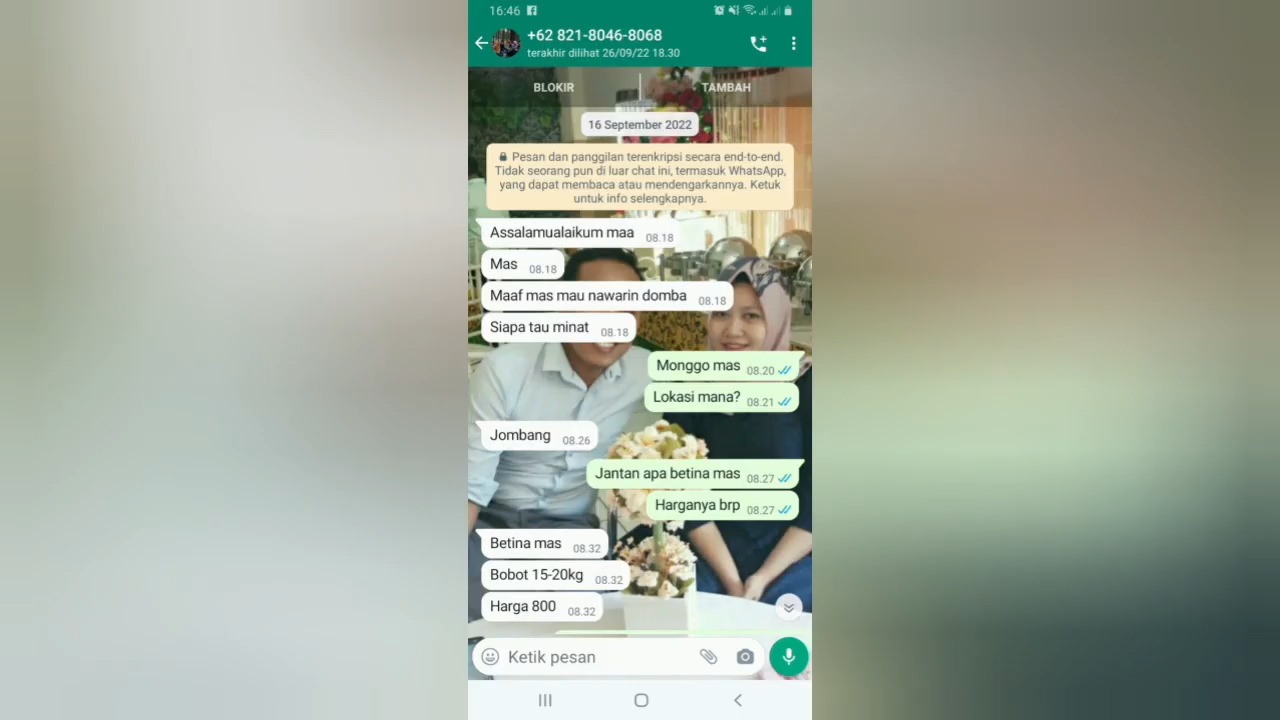 16:46
+62 821-8046-8068
terakhir dilihat 26/09/22 18.30
BLOKIR
TAMBAH
16 September 2022
Pesan dan panggilan terenkripsi secara end-to-end.
Tidak seorang pun di luar chat ini, termasuk WhatsApp,
yang dapat membaca atau mendengarkannya. Ketuk
untuk info selengkapnya.
Assalamualaikum maa 08.18
Mas 08.18
Maaf mas mau nawarin domba 08.18
Siapa tau minat 08.18
Monggo mas 08.20
Lokasi mana? 08.21
Jombang 08.26
Jantan apa betina mas 08.27
Harganya brp 08.27
Betina mas 08.32
Bobot 15-20kg 08.32
Harga 800 08.32
Ketik pesan